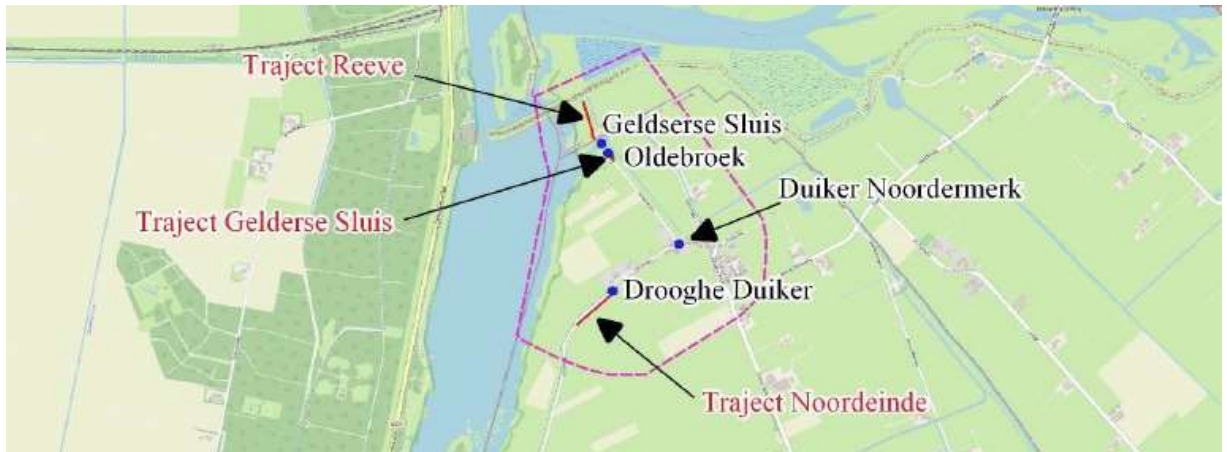 Traject Reeve
Geldserse Sluis
Oldebroek
Duiker Noordermerk
Traject Gelderse Sluis
Drooghe Duiker
Traject Noordeinde